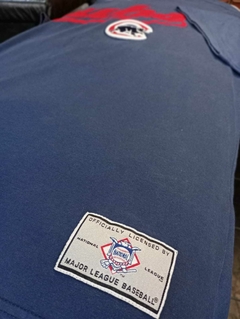 OFFICIALLY LICENSED BY
NATIONAL LEAGUE
MAJOR LEAGUE BASEBALL®